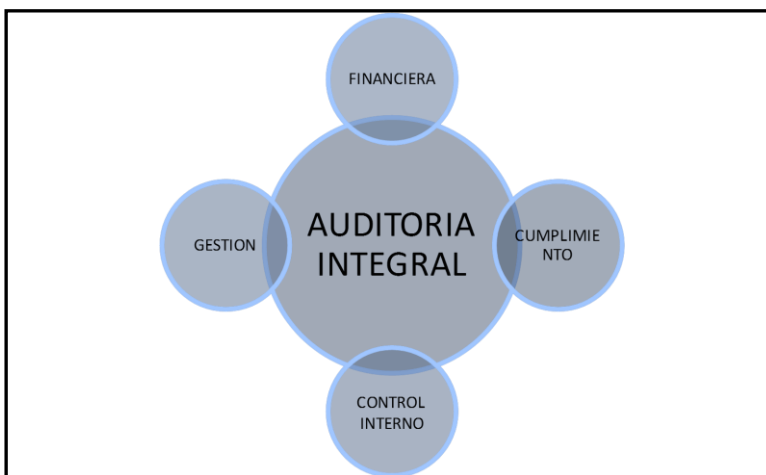 FINANCIERA
AUDITORIA
INTEGRAL
GESTION
CUMPLIMIE
NTO
CONTROL
INTERNO